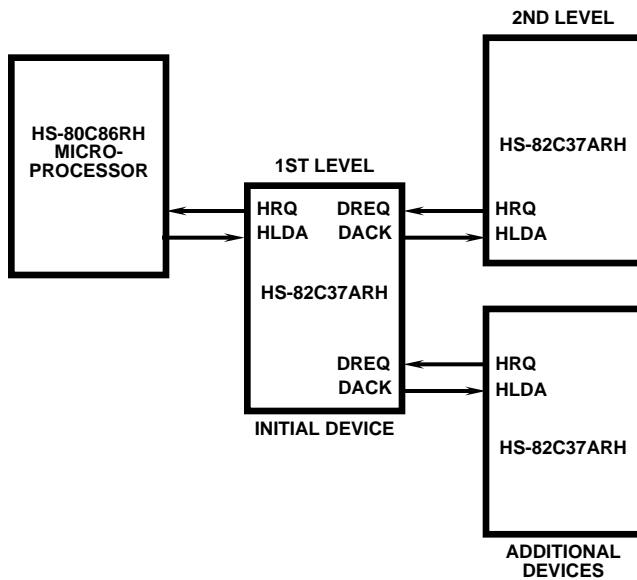 2ND LEVEL
HS-80C86RH
MICRO-
PROCESSOR
HS-82C37ARH
1ST LEVEL
HRQ DREQ HRQ
HLDA DACK HLDA
HS-82C37ARH
DREQ HRQ
DACK HLDA
INITIAL DEVICE
HS-82C37ARH
ADDITIONAL
DEVICES